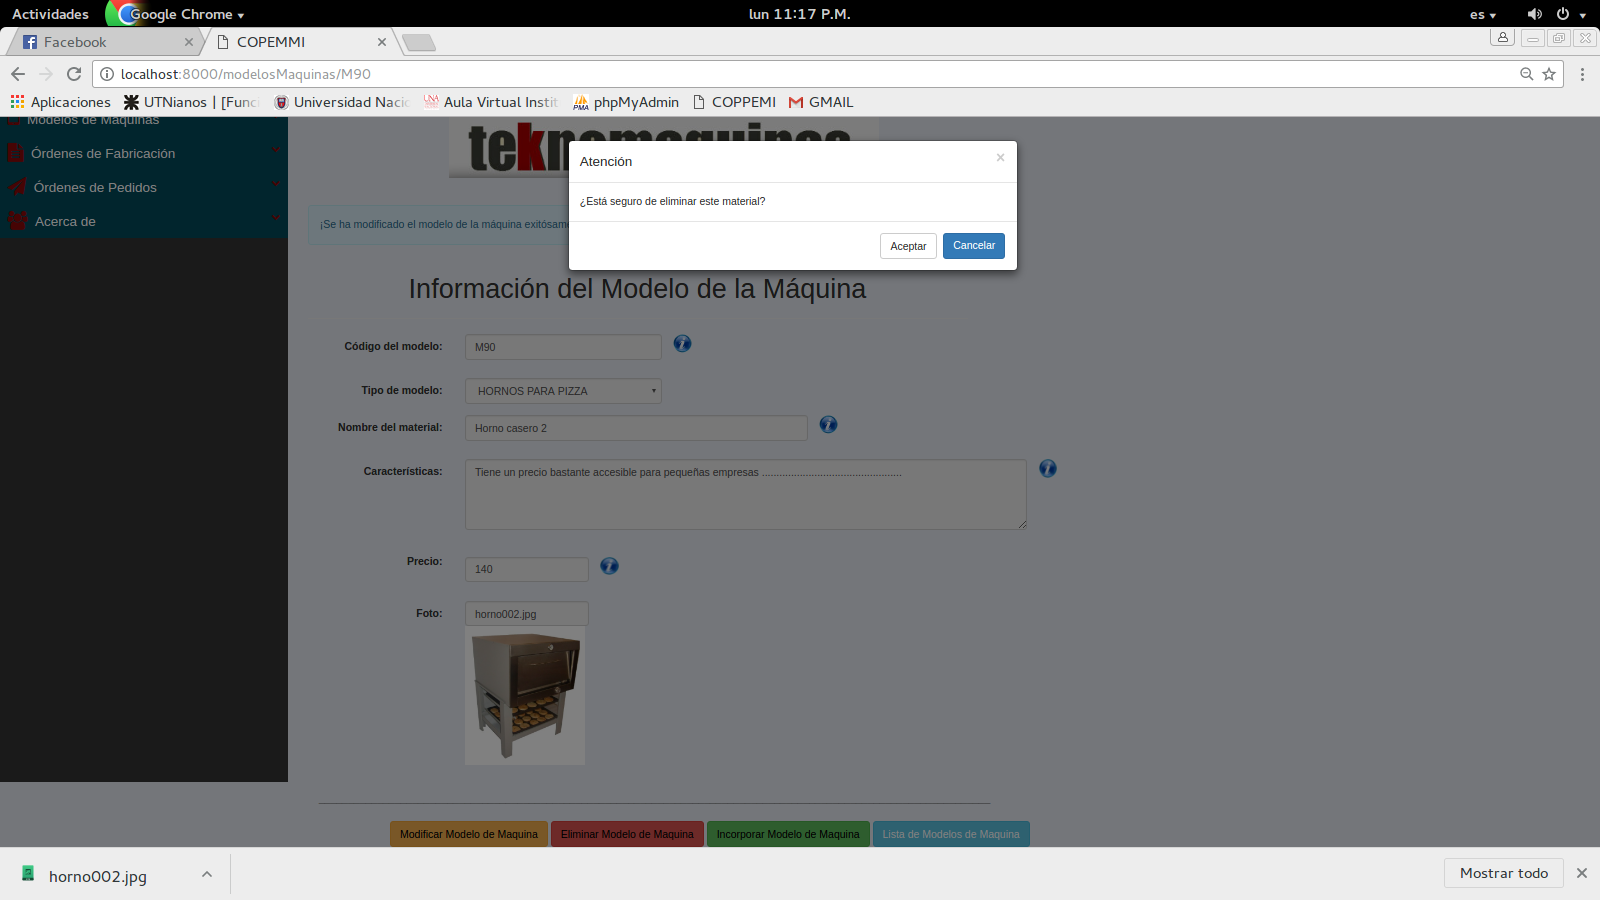 Actividades
Google Chrome
lun 11:17 P.M.
es
Facebook
COPEMMI
localhost:8000/modelosMaquinas/M90
Aplicaciones
UTNianos | [Func
Universidad Nacio
Aula Virtual Instit
phpMyAdmin
COPPEMI
GMAIL
Modelos de Maquinas
Órdenes de Fabricación
Órdenes de Pedidos
Acerca de
teknomaquinas
Atención
×
¿Está seguro de eliminar este material?
Aceptar
Cancelar
¡Se ha modificado el modelo de la máquina exitósame
Información del Modelo de la Máquina
Código del modelo:
M90
Tipo de modelo:
HORNOS PARA PIZZA
Nombre del material:
Horno casero 2
Características:
Tiene un precio bastante accesible para pequeñas empresas ................................................
Precio:
140
Foto:
horno002.jpg
Modificar Modelo de Maquina
Eliminar Modelo de Maquina
Incorporar Modelo de Maquina
Lista de Modelos de Maquina
horno002.jpg
Mostrar todo